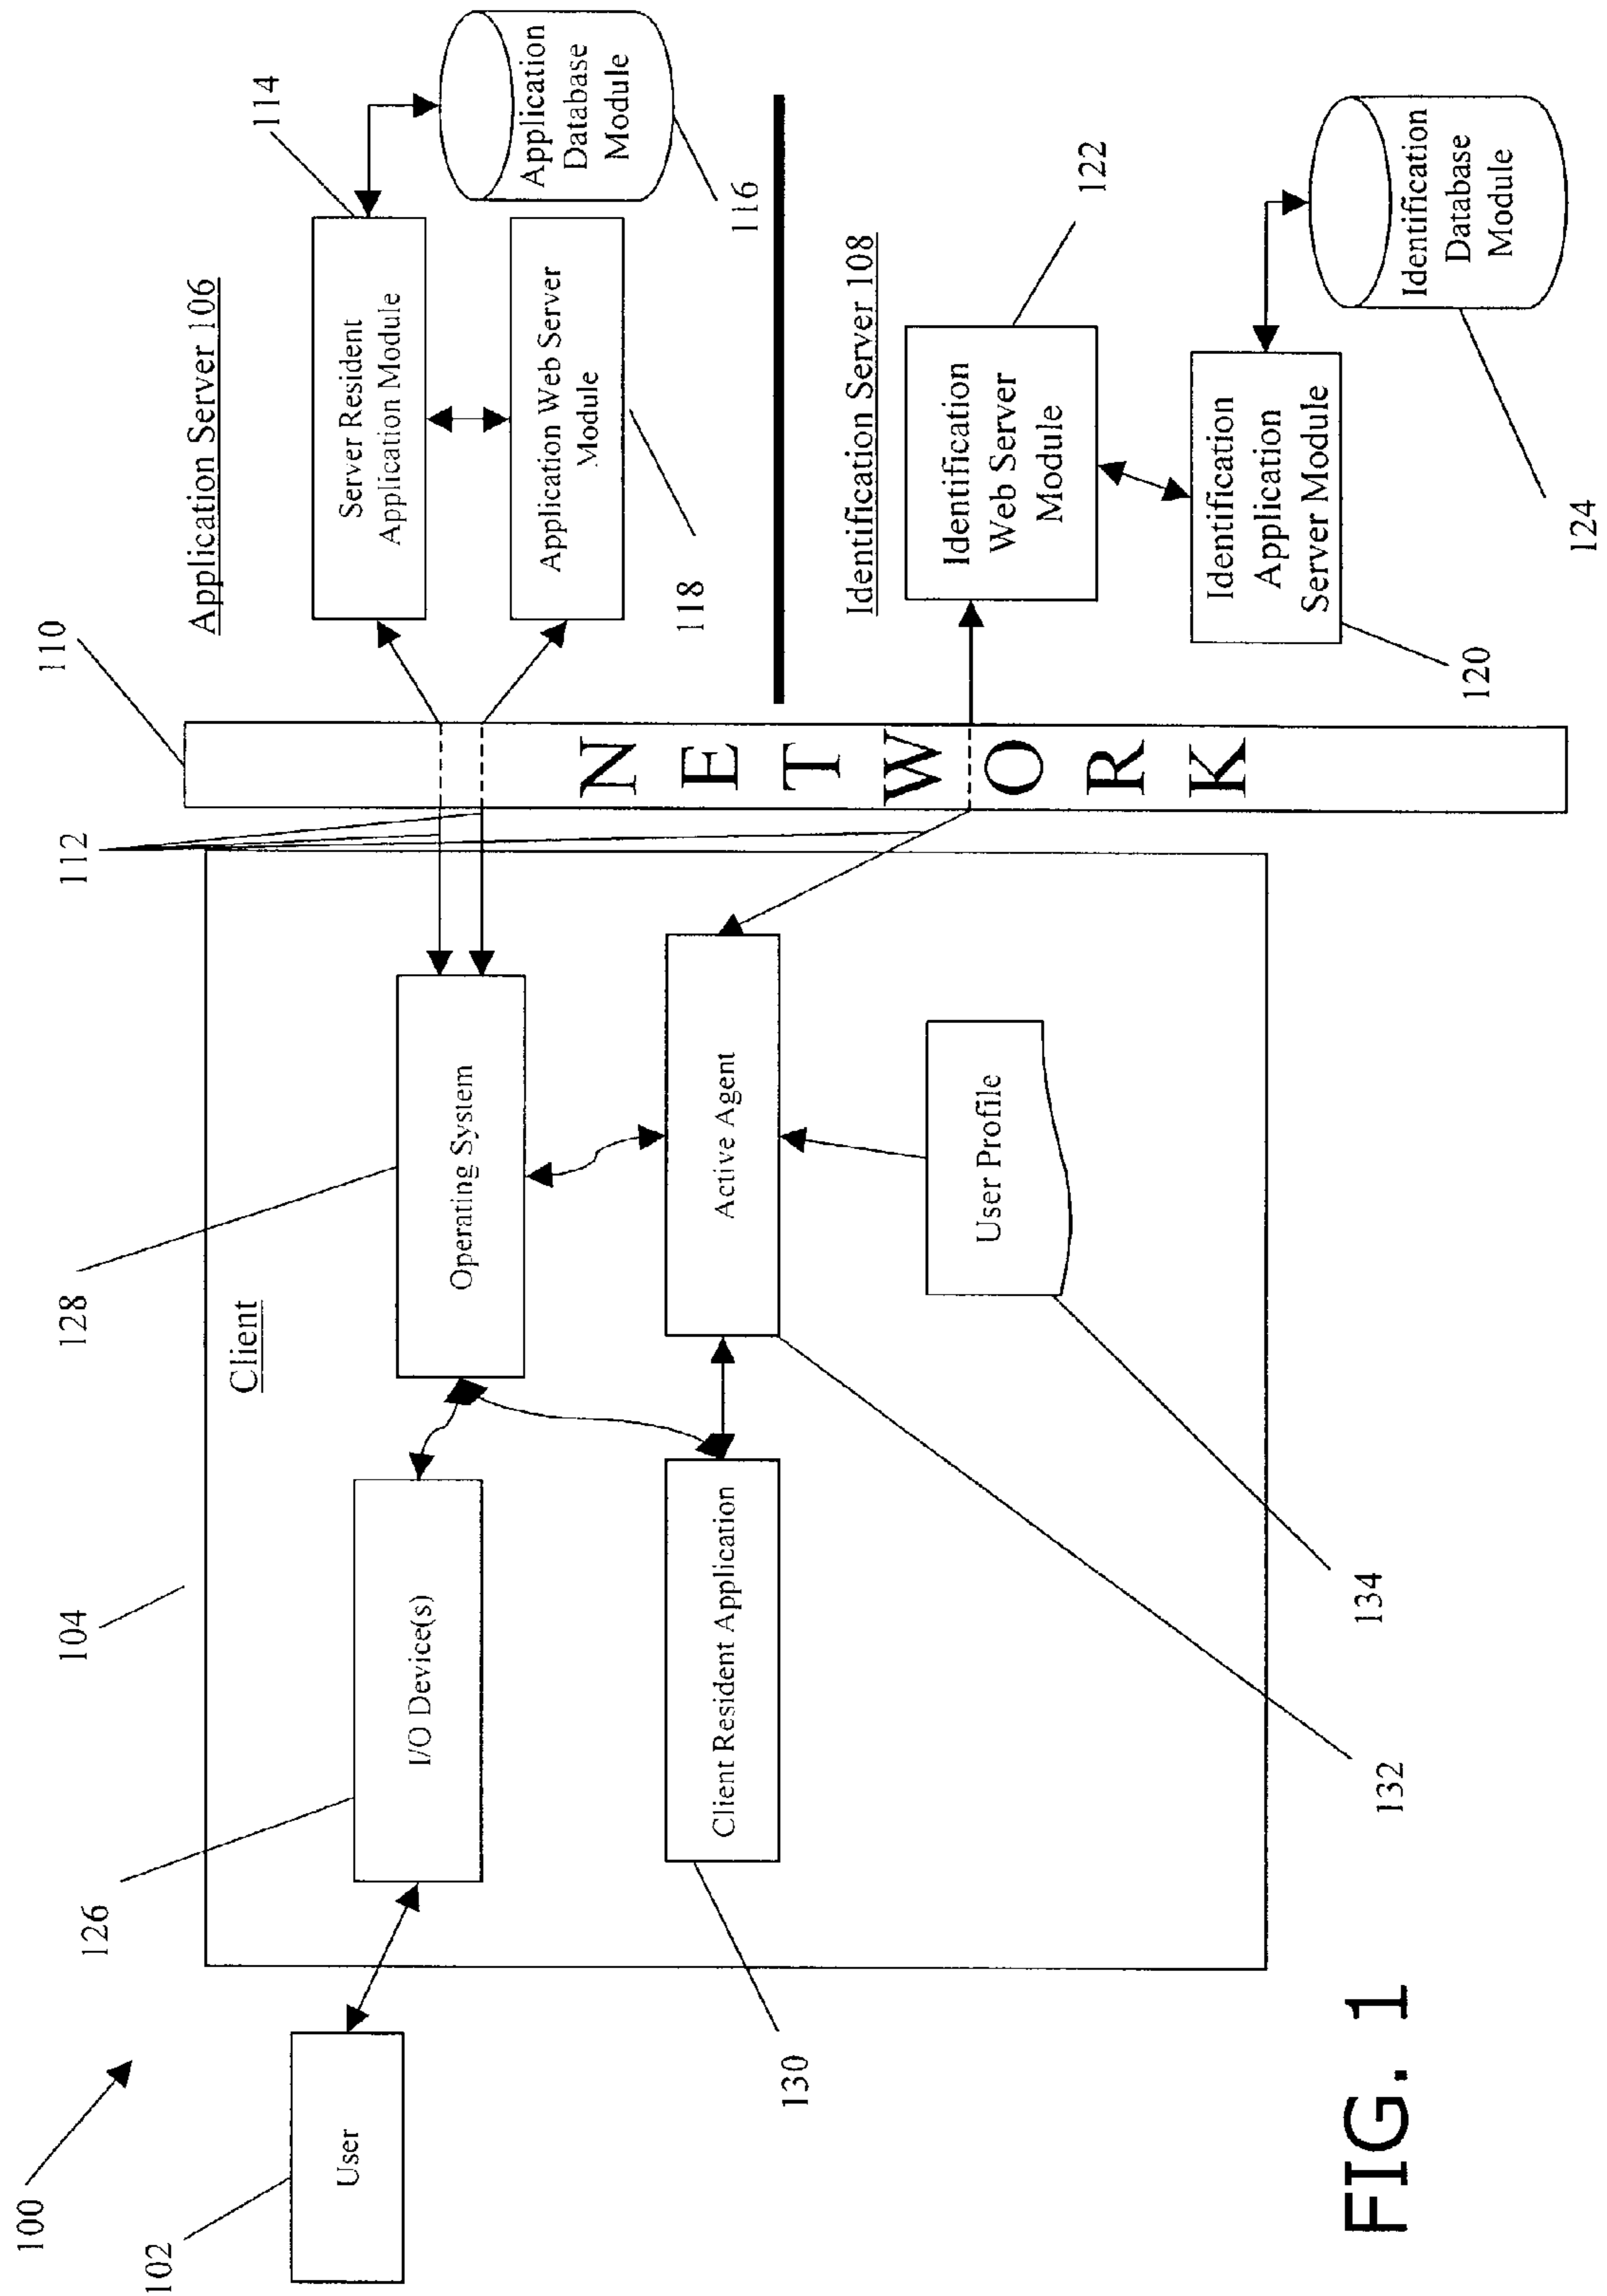 100
102
User
104
Client
126
I/O Device(s)
128
Operating System
130
Client Resident Application
132
Active Agent
134
User Profile
112
110
NETWORK
Application Server 106
114
Server Resident
Application Module
Application Web Server
Module
118
Application
Database
Module
116
Identification Server 108
122
Identification
Web Server
Module
Identification
Application
Server Module
120
Identification
Database
Module
124
FIG. 1